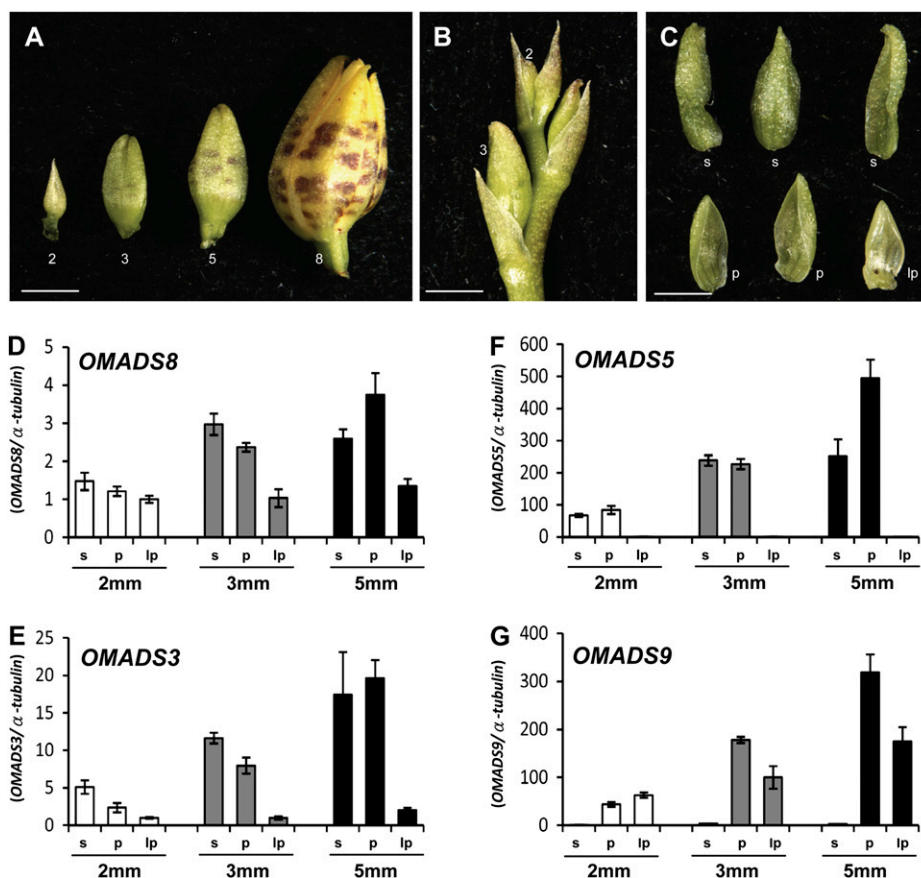 A
2
3
5
8
B
2
3
C
s
s
s
p
p
lp
D
OMADS8
(OMADS8/α-tubulin)
5
4
3
2
1
0
s p lp s p lp s p lp
2mm 3mm 5mm
F
OMADS5
(OMADS5/α-tubulin)
600
500
400
300
200
100
0
s p lp s p lp s p lp
2mm 3mm 5mm
E
OMADS3
(OMADS3/α-tubulin)
25
20
15
10
5
0
s p lp s p lp s p lp
2mm 3mm 5mm
G
OMADS9
(OMADS9/α-tubulin)
400
300
200
100
0
s p lp s p lp s p lp
2mm 3mm 5mm